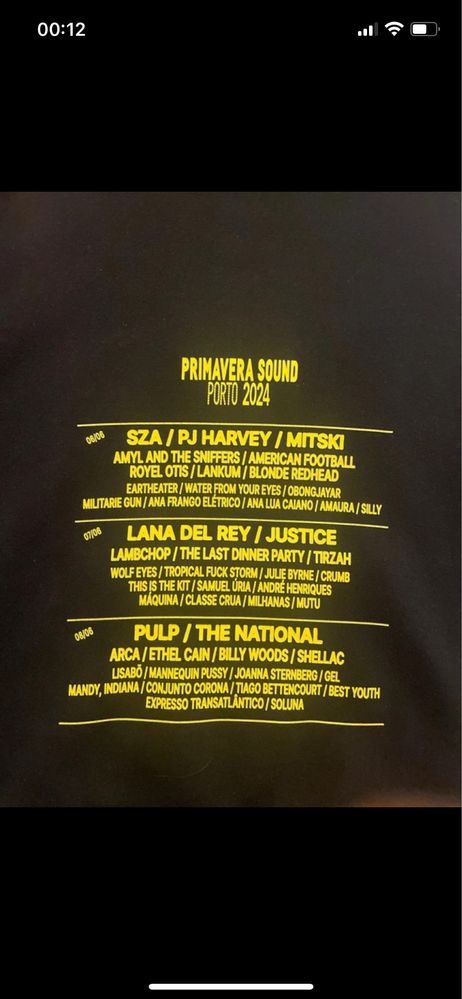 00:12
PRIMAVERA SOUND
PORTO 2024
06/06
SZA / PJ HARVEY / MITSKI
AMYL AND THE SNIFFERS / AMERICAN FOOTBALL
ROYEL OTIS / LANKUM / BLONDE REDHEAD
EARTHEATER / WATER FROM YOUR EYES / OBONGJAYAR
MILITARIE GUN / ANA FRANGO ELÉTRICO / ANA LUA CAIANO / AMAURA / SILLY
07/06
LANA DEL REY / JUSTICE
LAMBCHOP / THE LAST DINNER PARTY / TIRZAH
WOLF EYES / TROPICAL FUCK STORM / JULIE BYRNE / CRUMB
THIS IS THE KIT / SAMUEL ÚRIA / ANDRÉ HENRIQUES
MÁQUINA / CLASSE CRUA / MILHANAS / MUTU
08/06
PULP / THE NATIONAL
ARCA / ETHEL CAIN / BILLY WOODS / SHELLAC
LISABÖ / MANNEQUIN PUSSY / JOANNA STERNBERG / GEL
MANDY, INDIANA / CONJUNTO CORONA / TIAGO BETTENCOURT / BEST YOUTH
EXPRESSO TRANSATLÂNTICO / SOLUNA